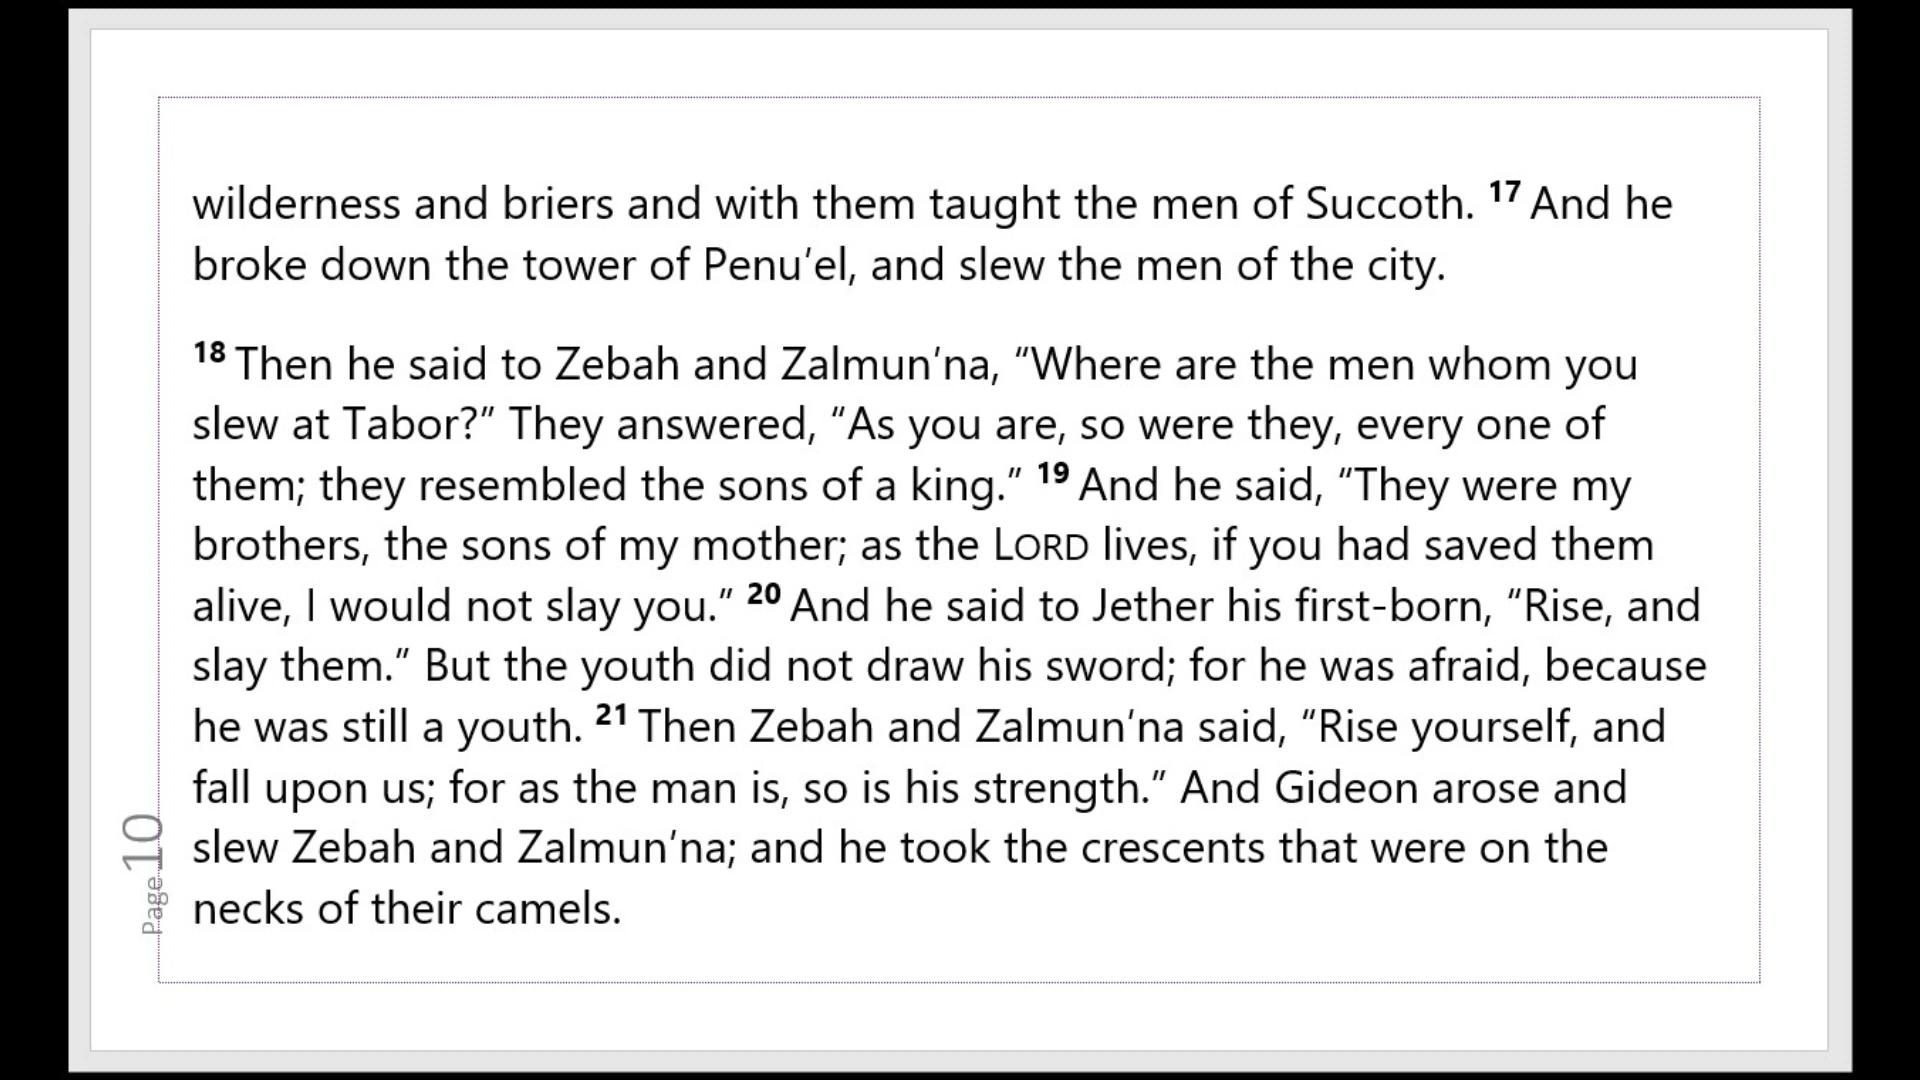 wilderness and briers and with them taught the men of Succoth. 17 And he
broke down the tower of Penu′el, and slew the men of the city.
18 Then he said to Zebah and Zalmun′na, “Where are the men whom you
slew at Tabor?” They answered, “As you are, so were they, every one of
them; they resembled the sons of a king.” 19 And he said, “They were my
brothers, the sons of my mother; as the LORD lives, if you had saved them
alive, I would not slay you.” 20 And he said to Jether his first-born, “Rise, and
slay them.” But the youth did not draw his sword; for he was afraid, because
he was still a youth. 21 Then Zebah and Zalmun′na said, “Rise yourself, and
fall upon us; for as the man is, so is his strength.” And Gideon arose and
slew Zebah and Zalmun′na; and he took the crescents that were on the
necks of their camels.
Page 10